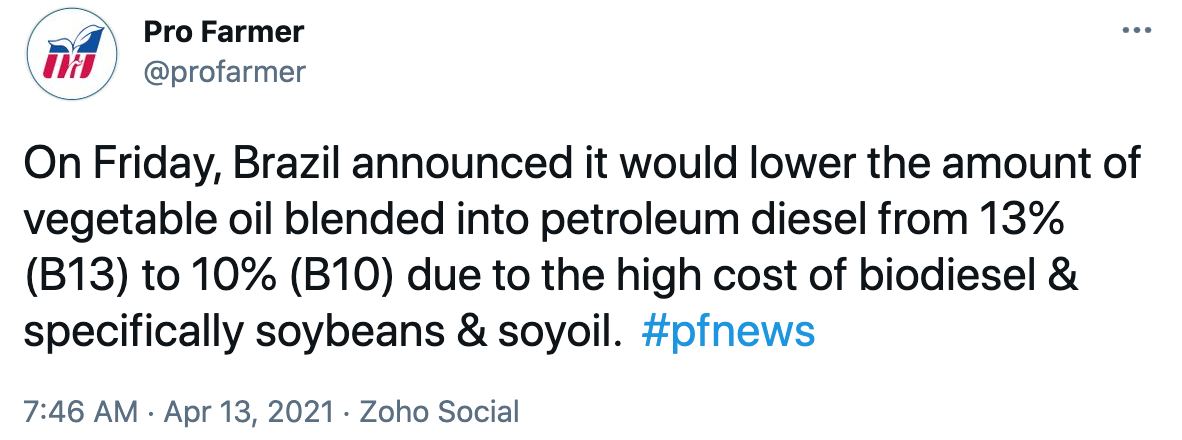 Pro Farmer
@profarmer
On Friday, Brazil announced it would lower the amount of
vegetable oil blended into petroleum diesel from 13%
(B13) to 10% (B10) due to the high cost of biodiesel &
specifically soybeans & soyoil. #pfnews
7:46 AM · Apr 13, 2021 · Zoho Social